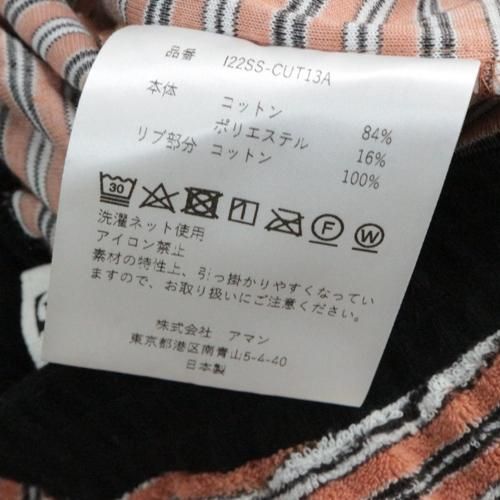 品番 I22SS-CUT13A
本体 コットン 84%
ポリエステル 16%
リブ部分 コットン 100%
30 F W
洗濯ネット使用
アイロン禁止
素材の特性上、引っ掛かりやすくなってい
ますので、お取り扱いにご注意ください。
株式会社 アマン
東京都港区南青山5-4-40
日本製